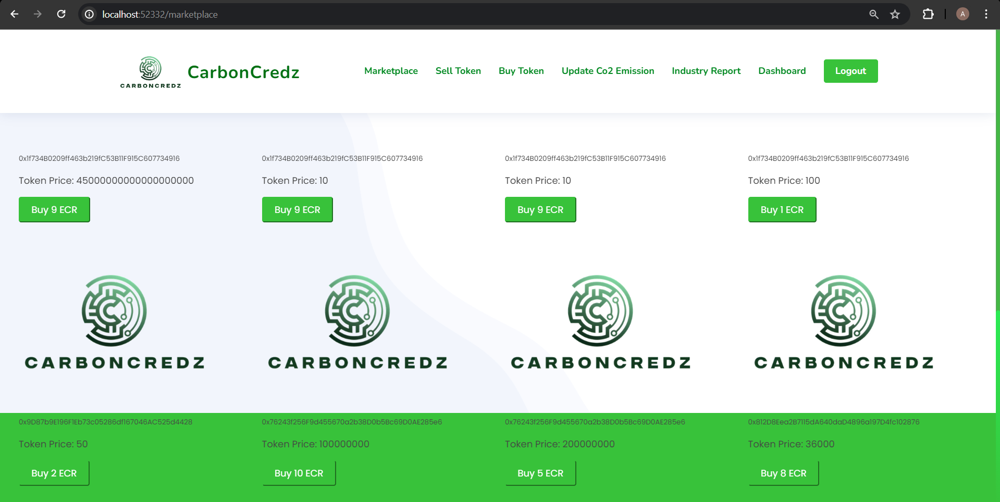 localhost:52332/marketplace
A
CARBONCREDZ
CarbonCredz
Marketplace
Sell Token
Buy Token
Update Co2 Emission
Industry Report
Dashboard
Logout
0x1f734B0209ff463b219fC53B11F915C607734916
0x1f734B0209ff463b219fC53B11F915C607734916
0x1f734B0209ff463b219fC53B11F915C607734916
0x1f734B0209ff463b219fC53B11F915C607734916
Token Price: 45000000000000000000
Token Price: 10
Token Price: 10
Token Price: 100
Buy 9 ECR
Buy 9 ECR
Buy 9 ECR
Buy 1 ECR
CARBONCREDZ
CARBONCREDZ
CARBONCREDZ
CARBONCREDZ
0x9D87b9E196F1Eb73c05286df167046AC525d4428
0x76243f256F9d455670a2b38D0b5Bc69D0AE285e6
0x76243f256F9d455670a2b38D0b5Bc69D0AE285e6
0x812D8Eea2B7115dA640daD4896a197D4fc102876
Token Price: 50
Token Price: 100000000
Token Price: 200000000
Token Price: 36000
Buy 2 ECR
Buy 10 ECR
Buy 5 ECR
Buy 8 ECR